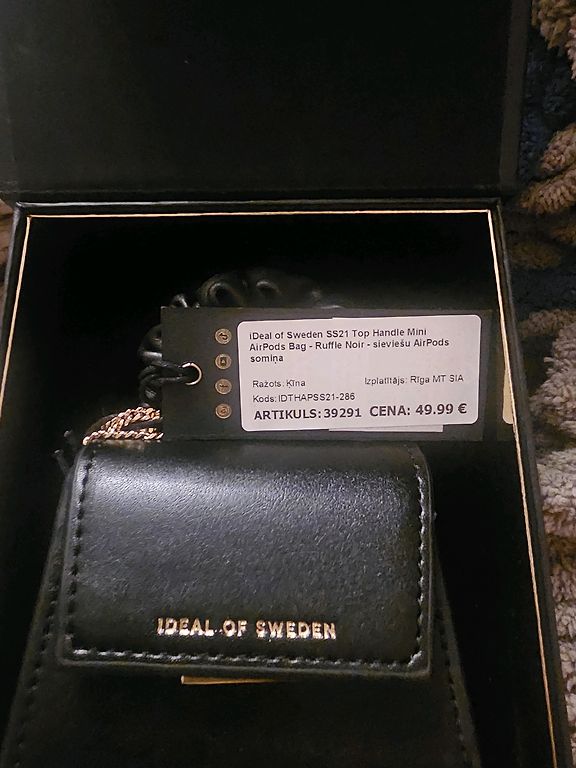 iDeal of Sweden SS21 Top Handle Mini
AirPods Bag - Ruffle Noir - sieviešu AirPods
somiņa
Ražots: Ķīna Izplatītājs: Rīga MT SIA
Kods: IDTHAPSS21-286
ARTIKULS: 39291 CENA: 49.99 €
IDEAL OF SWEDEN